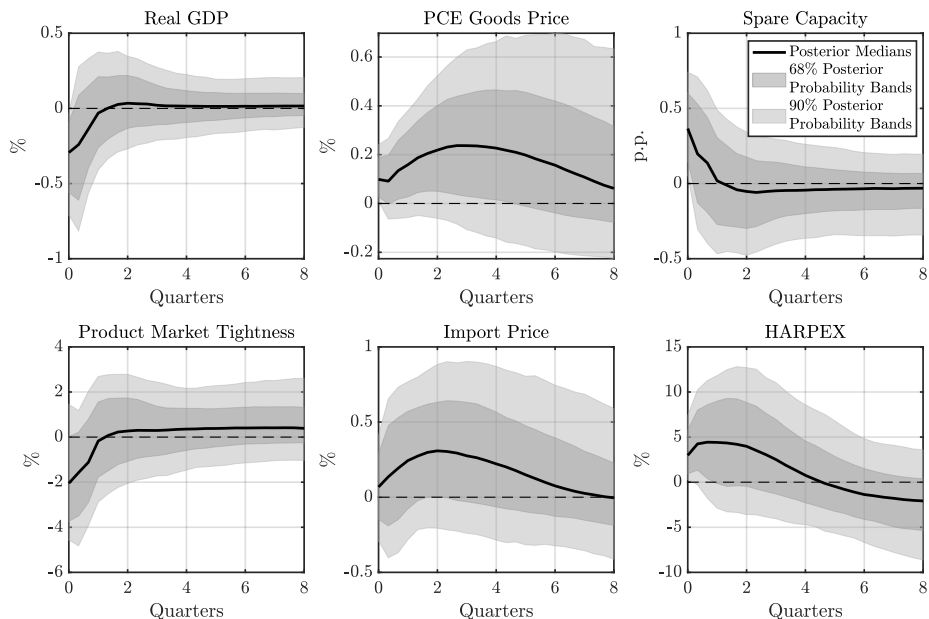 Real GDP
0.5
0
-0.5
-1
%
0 2 4 6 8
Quarters
PCE Goods Price
0.6
0.4
0.2
0
0.2
%
0 2 4 6 8
Quarters
Spare Capacity
1
0.5
0
0.5
p.p.
Posterior Medians
68% Posterior
Probability Bands
90% Posterior
Probability Bands
0 2 4 6 8
Quarters
Product Market Tightness
4
2
0
-2
-4
-6
%
0 2 4 6 8
Quarters
Import Price
1
0.5
0
-0.5
%
0 2 4 6 8
Quarters
HARPEX
15
10
5
0
-5
-10
%
0 2 4 6 8
Quarters